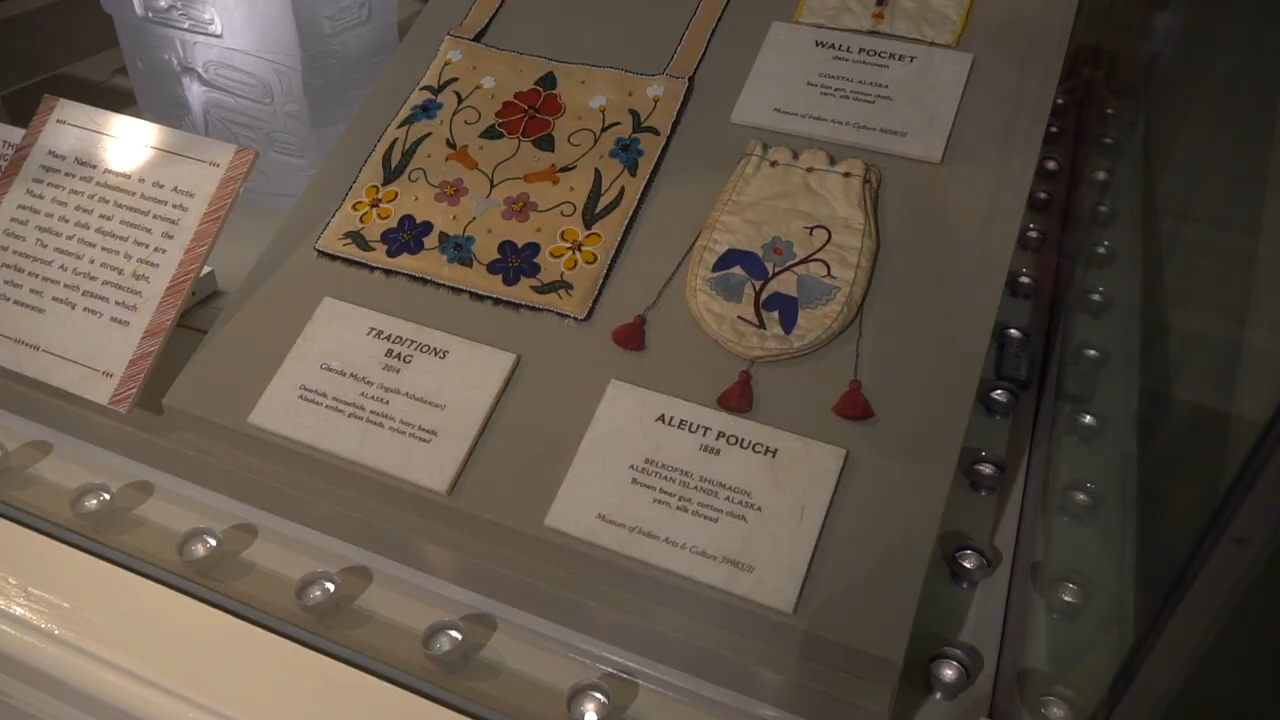 WALL POCKET
date unknown
COASTAL ALASKA
Sea lion gut, cotton cloth,
yarn, silk thread
Museum of Indian Arts & Culture
Many Native peoples in the Arctic
region are still subsistence hunters who
use every part of the harvested animal.
Made from dried seal intestine, the
parkas on the dolls displayed here are
small replicas of those worn by ocean
fishers. The material is strong, light,
and waterproof. As further protection,
parkas are sewn with grasses, which
when wet, sealing every seam
the seawater.
TRADITIONS
BAG
2014
Glenda McKay (Ingalik-Athabascan)
ALASKA
Deerhide, moosehide, sealskin, ivory beads,
Alaskan amber, glass beads, nylon thread
ALEUT POUCH
1888
BELKOFSKI, SHUMAGIN,
ALEUTIAN ISLANDS, ALASKA
Brown bear gut, cotton cloth,
yarn, silk thread
Museum of Indian Arts & Culture 39983/11